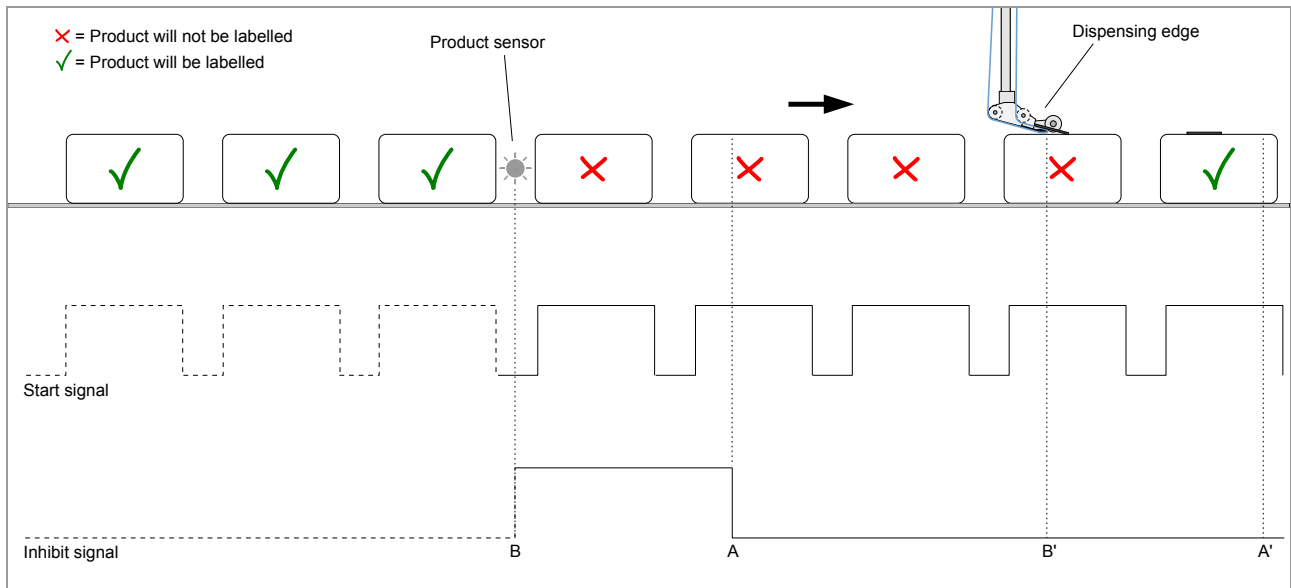 = Product will not be labelled
= Product will be labelled
Product sensor
Dispensing edge
Start signal
Inhibit signal
B
A
B'
A'